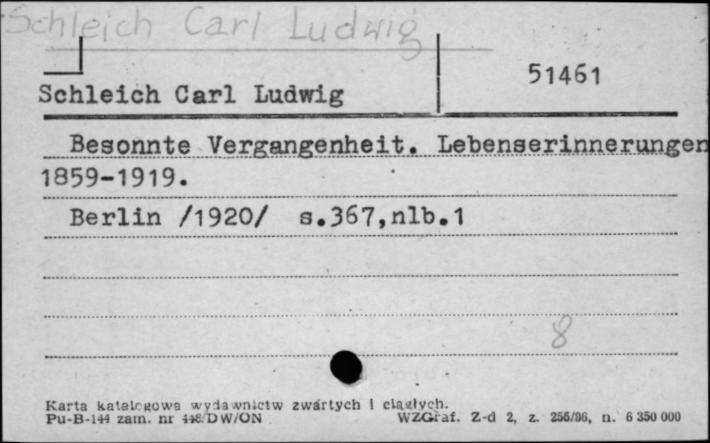 Schleich Carl Ludwig
51461
Schleich Carl Ludwig
Besonnte Vergangenheit. Lebenserinnerungen
1859-1919.
Berlin /1920/ s.367,nlb.1
8
Karta katalogowa wydawnictw zwartych i ciągłych.
Pu-B-144 zam. nr DW/ON
WZGraf. Z-d 2, z. 256/86, n. 6 350 000